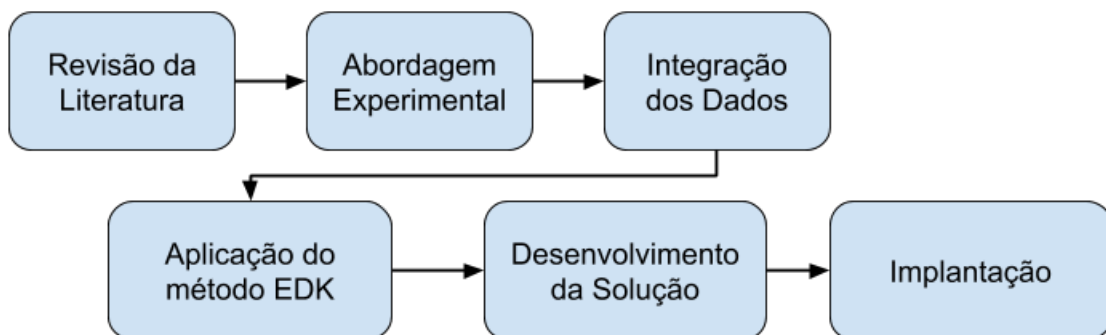 Revisão da
Literatura
Abordagem
Experimental
Integração
dos Dados
Aplicação do
método EDK
Desenvolvimento
da Solução
Implantação